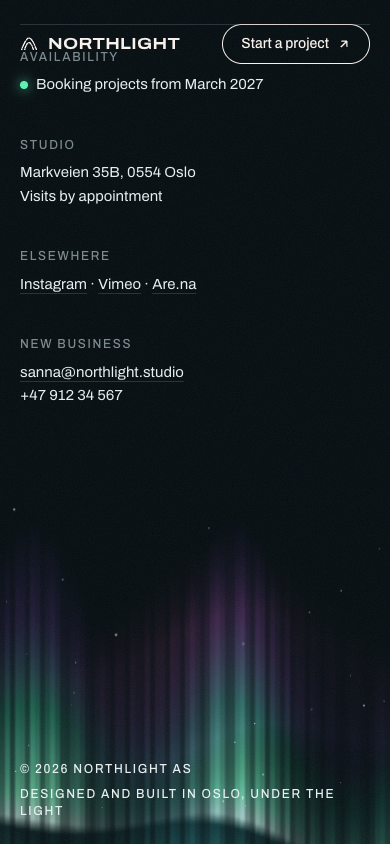 NORTHLIGHT
Start a project ↗
AVAILABILITY
Booking projects from March 2027
STUDIO
Markveien 35B, 0554 Oslo
Visits by appointment
ELSEWHERE
Instagram · Vimeo · Are.na
NEW BUSINESS
sanna@northlight.studio
+47 912 34 567
© 2026 NORTHLIGHT AS
DESIGNED AND BUILT IN OSLO, UNDER THE
LIGHT